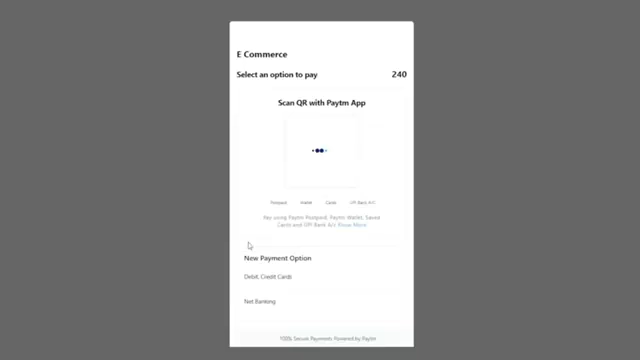 E Commerce
Select an option to pay 240
Scan QR with Paytm App
Postpaid Wallet Cards UPI Bank A/C
Pay using Paytm Postpaid, Paytm Wallet, Saved
Cards and UPI Bank A/c Know More
New Payment Option
Debit, Credit Cards
Net Banking
100% Secure Payments Powered by Paytm